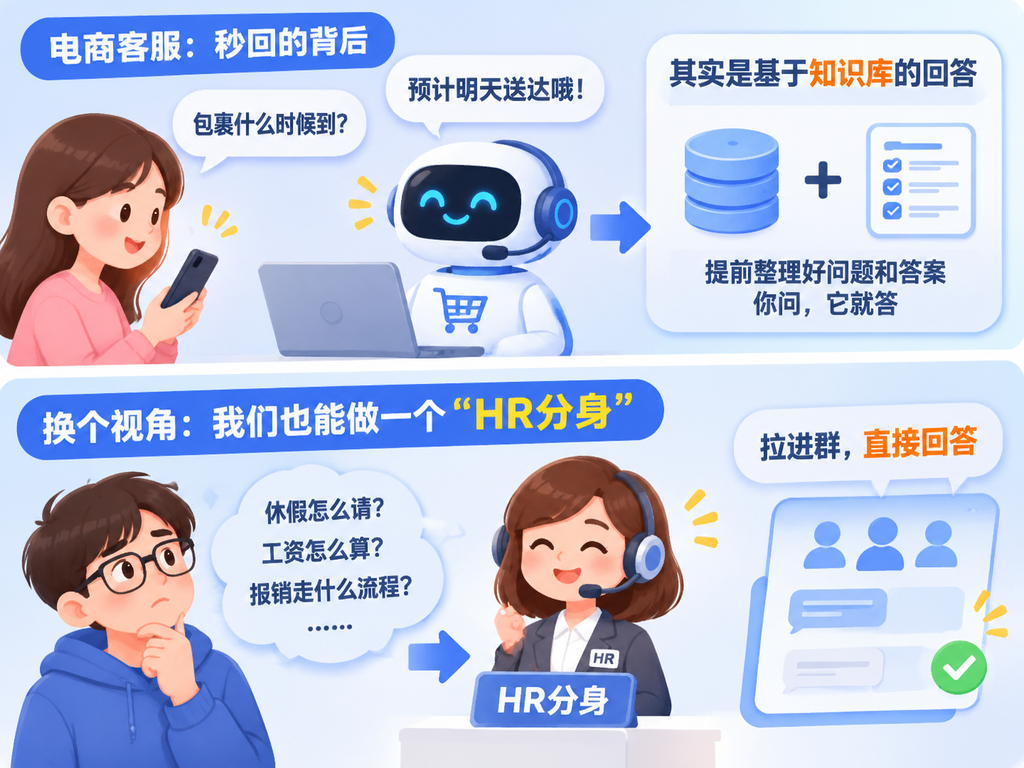 电商客服：秒回的背后
包裹什么时候到？
预计明天送达哦！
其实是基于知识库的回答
提前整理好问题和答案
你问，它就答
换个视角：我们也能做一个“HR分身”
休假怎么请？
工资怎么算？
报销走什么流程？
……
HR
HR分身
拉进群，直接回答